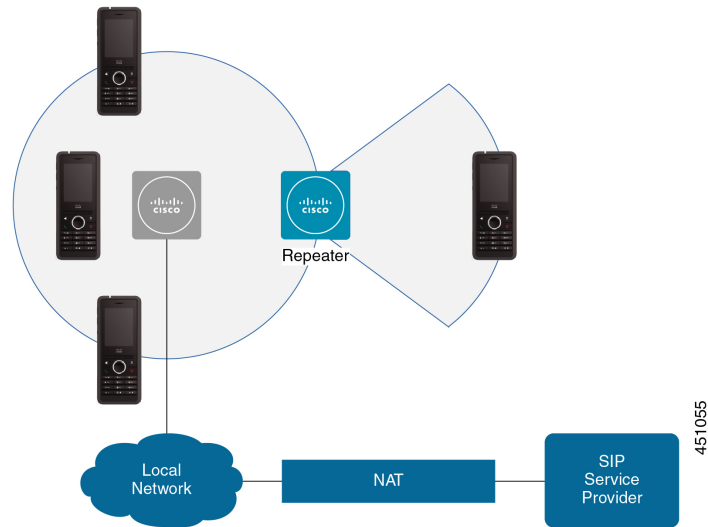 CISCO
CISCO
Repeater
Local
Network
NAT
SIP
Service
Provider
451055